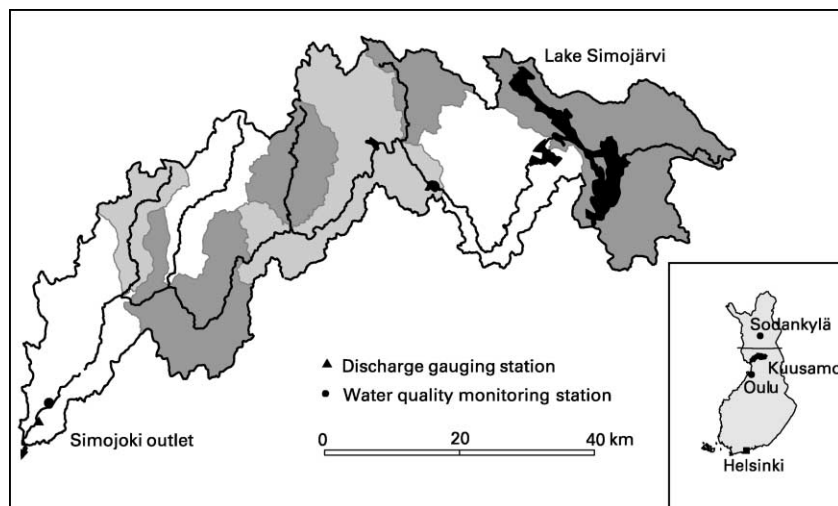 Lake Simojärvi
Discharge gauging station
Water quality monitoring station
Simojoki outlet
0 20 40 km
Sodankylä
Kuusamo
Oulu
Helsinki